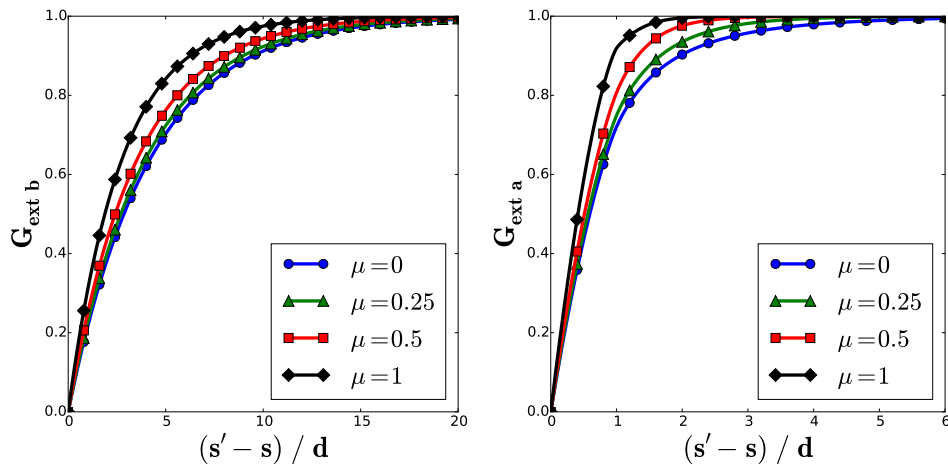 G_ext b
1.0
0.8
0.6
0.4
0.2
0.0
0 5 10 15 20
(s′ − s) / d
μ = 0
μ = 0.25
μ = 0.5
μ = 1
G_ext a
1.0
0.8
0.6
0.4
0.2
0.0
0 1 2 3 4 5 6
(s′ − s) / d
μ = 0
μ = 0.25
μ = 0.5
μ = 1